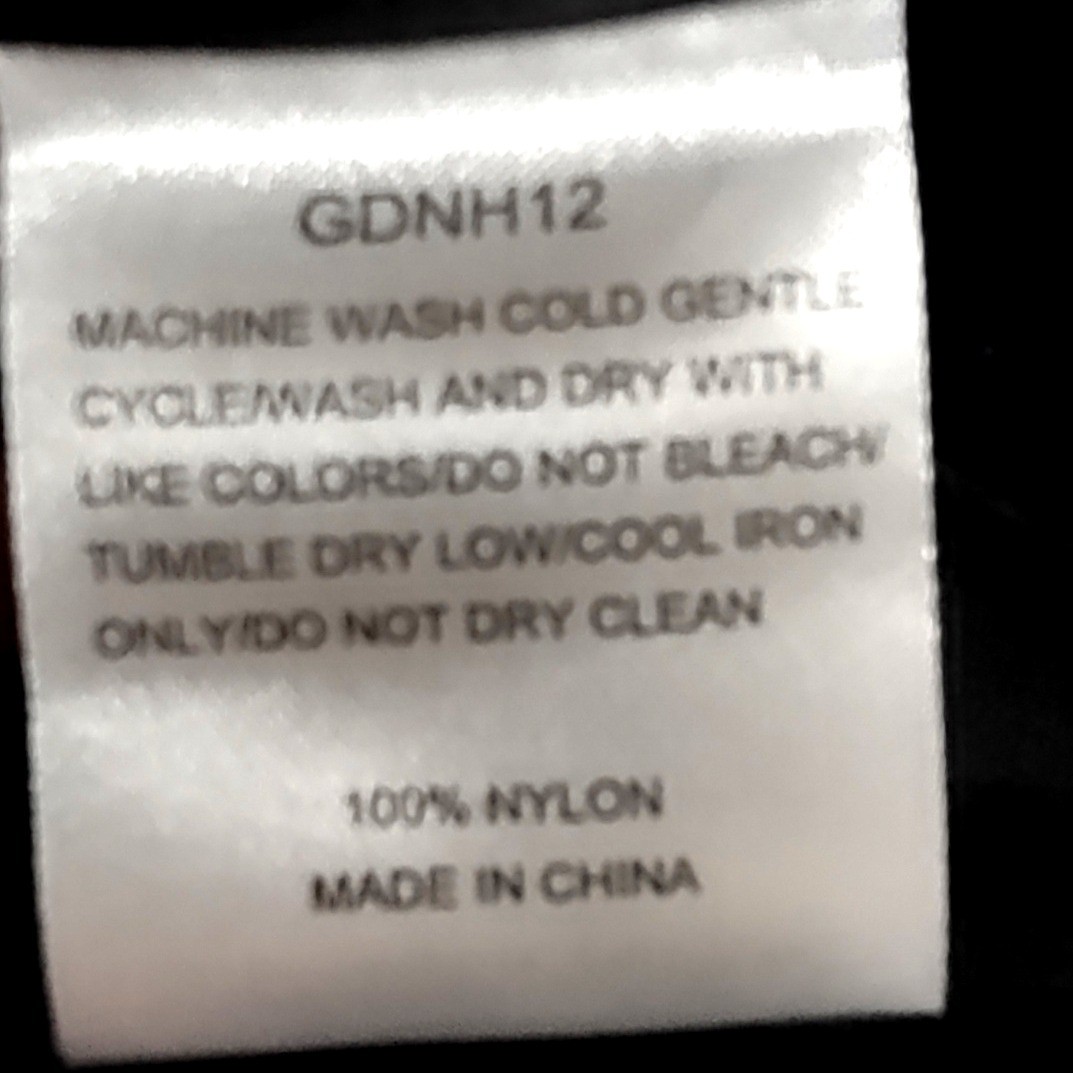 GDNH12
MACHINE WASH COLD GENTLE
CYCLE/WASH AND DRY WITH
LIKE COLORS/DO NOT BLEACH/
TUMBLE DRY LOW/COOL IRON
ONLY/DO NOT DRY CLEAN
100% NYLON
MADE IN CHINA